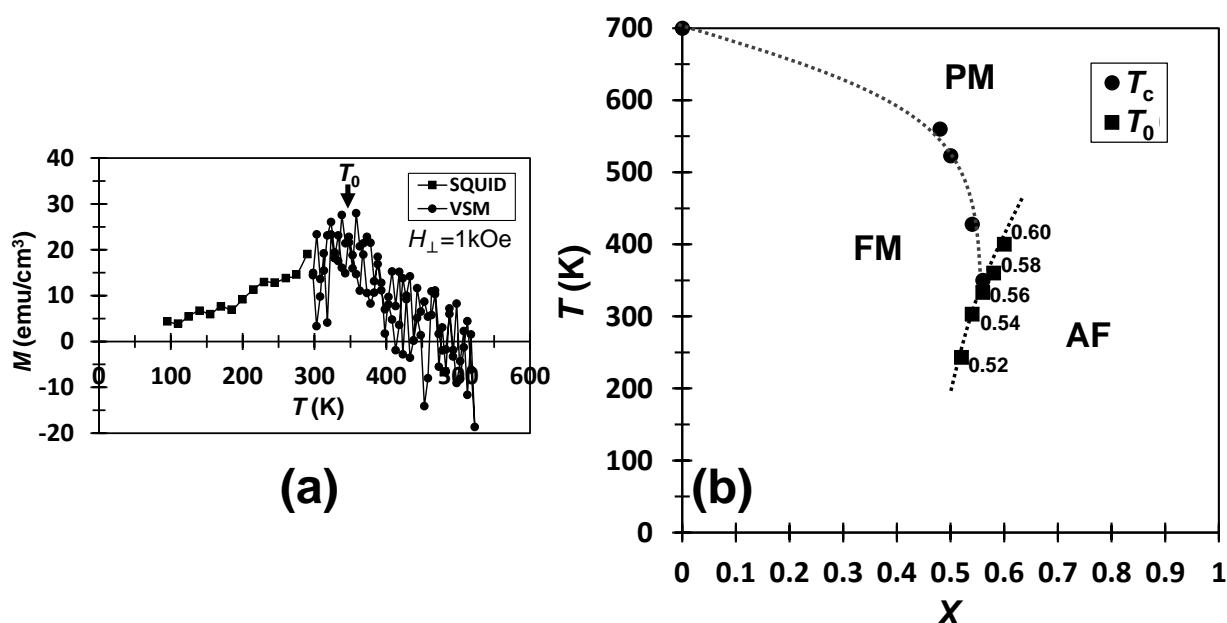 40
30
20
10
0
-10
-20
M (emu/cm³)
0 100 200 300 400 500 600
T (K)
T₀
SQUID
VSM
H⊥=1kOe
(a)
700
600
500
400
300
200
100
0
T (K)
PM
FM
AF
T_c
T₀
0.60
0.58
0.56
0.54
0.52
(b)
0 0.1 0.2 0.3 0.4 0.5 0.6 0.7 0.8 0.9 1
X